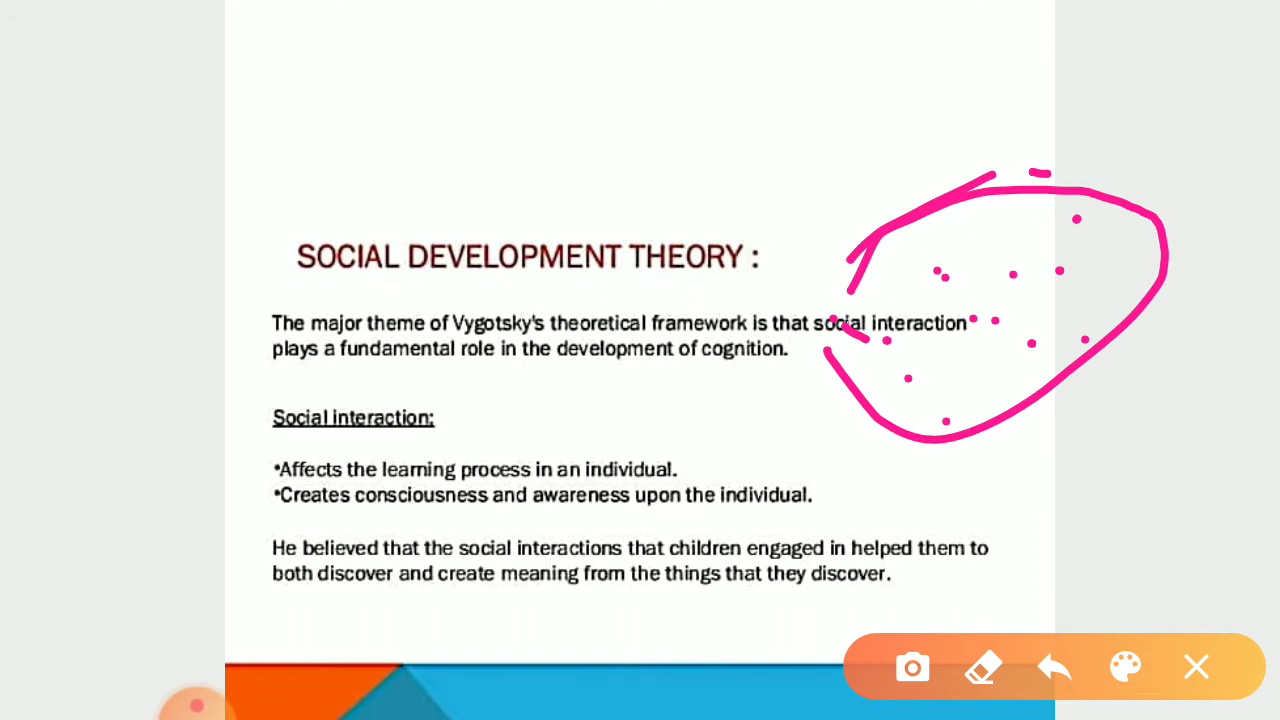 SOCIAL DEVELOPMENT THEORY :
The major theme of Vygotsky's theoretical framework is that social interaction
plays a fundamental role in the development of cognition.
Social interaction:
•Affects the learning process in an individual.
•Creates consciousness and awareness upon the individual.
He believed that the social interactions that children engaged in helped them to
both discover and create meaning from the things that they discover.